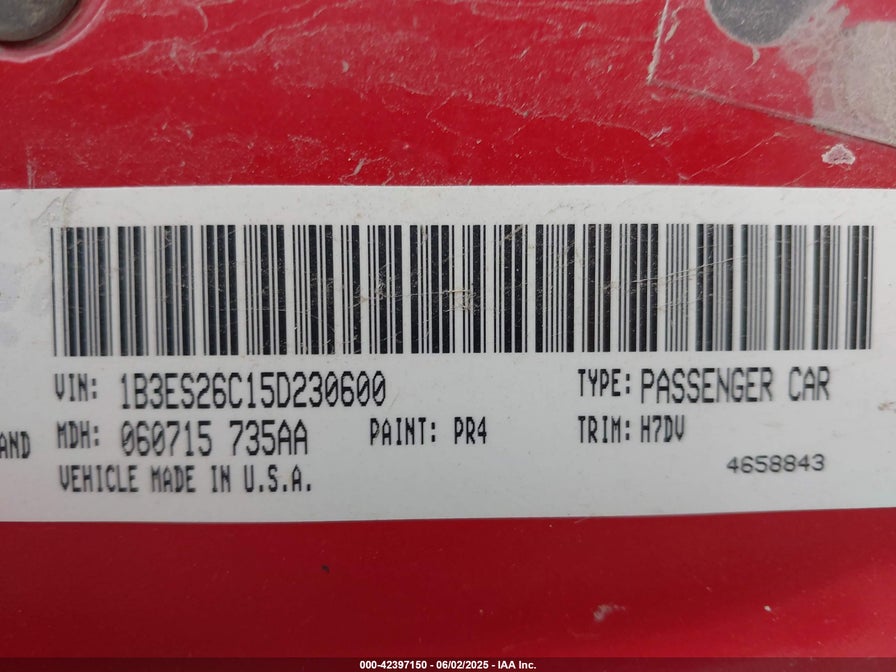 VIN: 1B3ES26C15D230600 TYPE: PASSENGER CAR
AND MDH: 060715 735AA PAINT: PR4 TRIM: H7DV
VEHICLE MADE IN U.S.A. 4658843
000-42397150 - 06/02/2025 - IAA Inc.